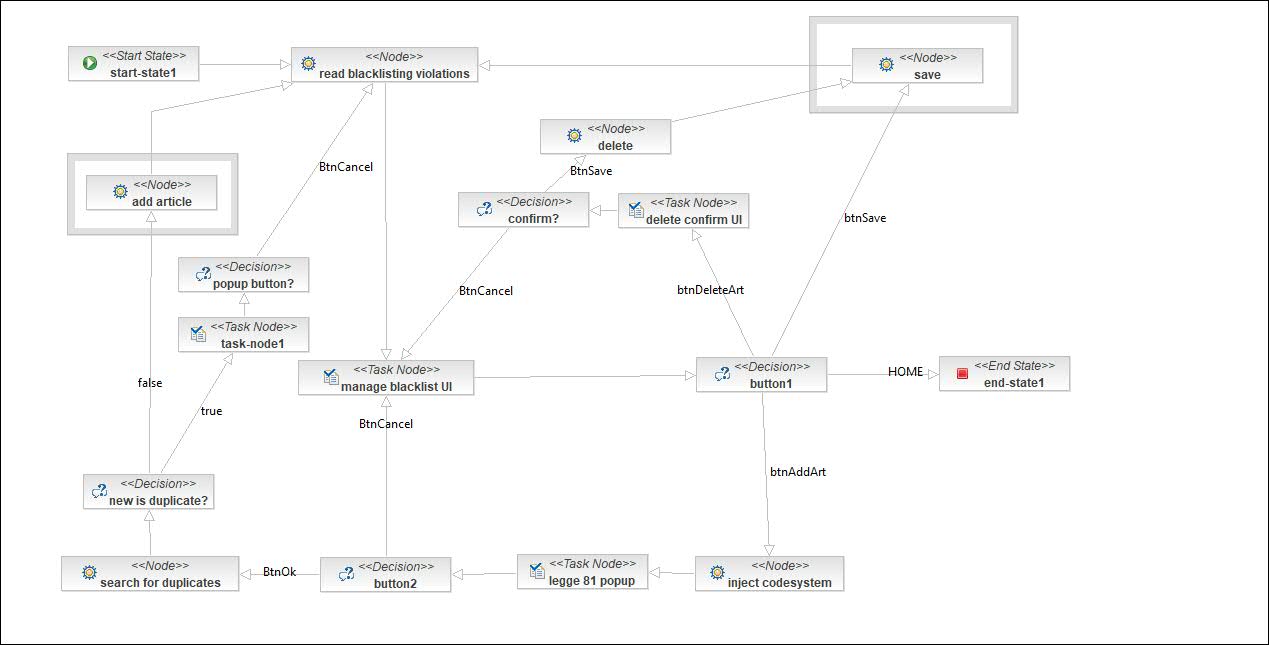 <<Start State>>
start-state1
<<Node>>
read blacklisting violations
<<Node>>
save
<<Node>>
delete
BtnCancel
BtnSave
<<Node>>
add article
<<Decision>>
confirm?
<<Task Node>>
delete confirm UI
btnSave
<<Decision>>
popup button?
BtnCancel
btnDeleteArt
<<Task Node>>
task-node1
<<Task Node>>
manage blacklist UI
<<Decision>>
button1
HOME
<<End State>>
end-state1
false
true
BtnCancel
btnAddArt
<<Decision>>
new is duplicate?
<<Node>>
search for duplicates
BtnOk
<<Decision>>
button2
<<Task Node>>
legge 81 popup
<<Node>>
inject codesystem